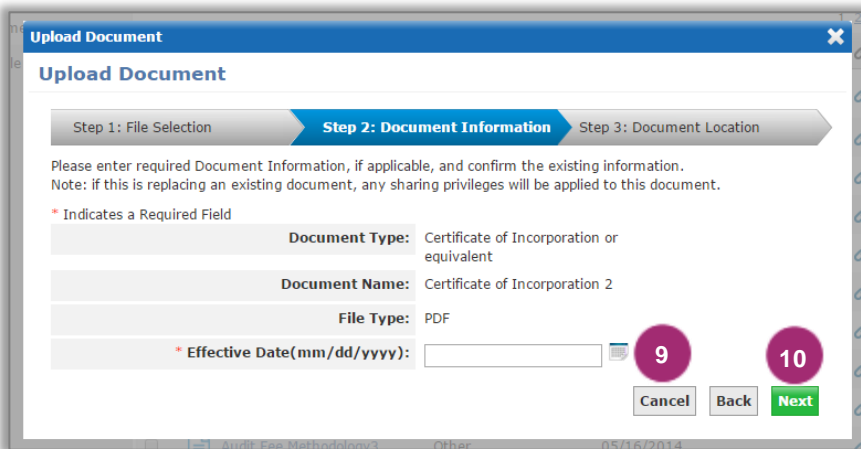 Upload Document
Upload Document
Step 1: File Selection
Step 2: Document Information
Step 3: Document Location
Please enter required Document Information, if applicable, and confirm the existing information.
Note: if this is replacing an existing document, any sharing privileges will be applied to this document.
* Indicates a Required Field
Document Type: Certificate of Incorporation or
equivalent
Document Name: Certificate of Incorporation 2
File Type: PDF
* Effective Date(mm/dd/yyyy):
9
10
Cancel Back Next
Audit Fee Methodology3 Other 05/16/2014